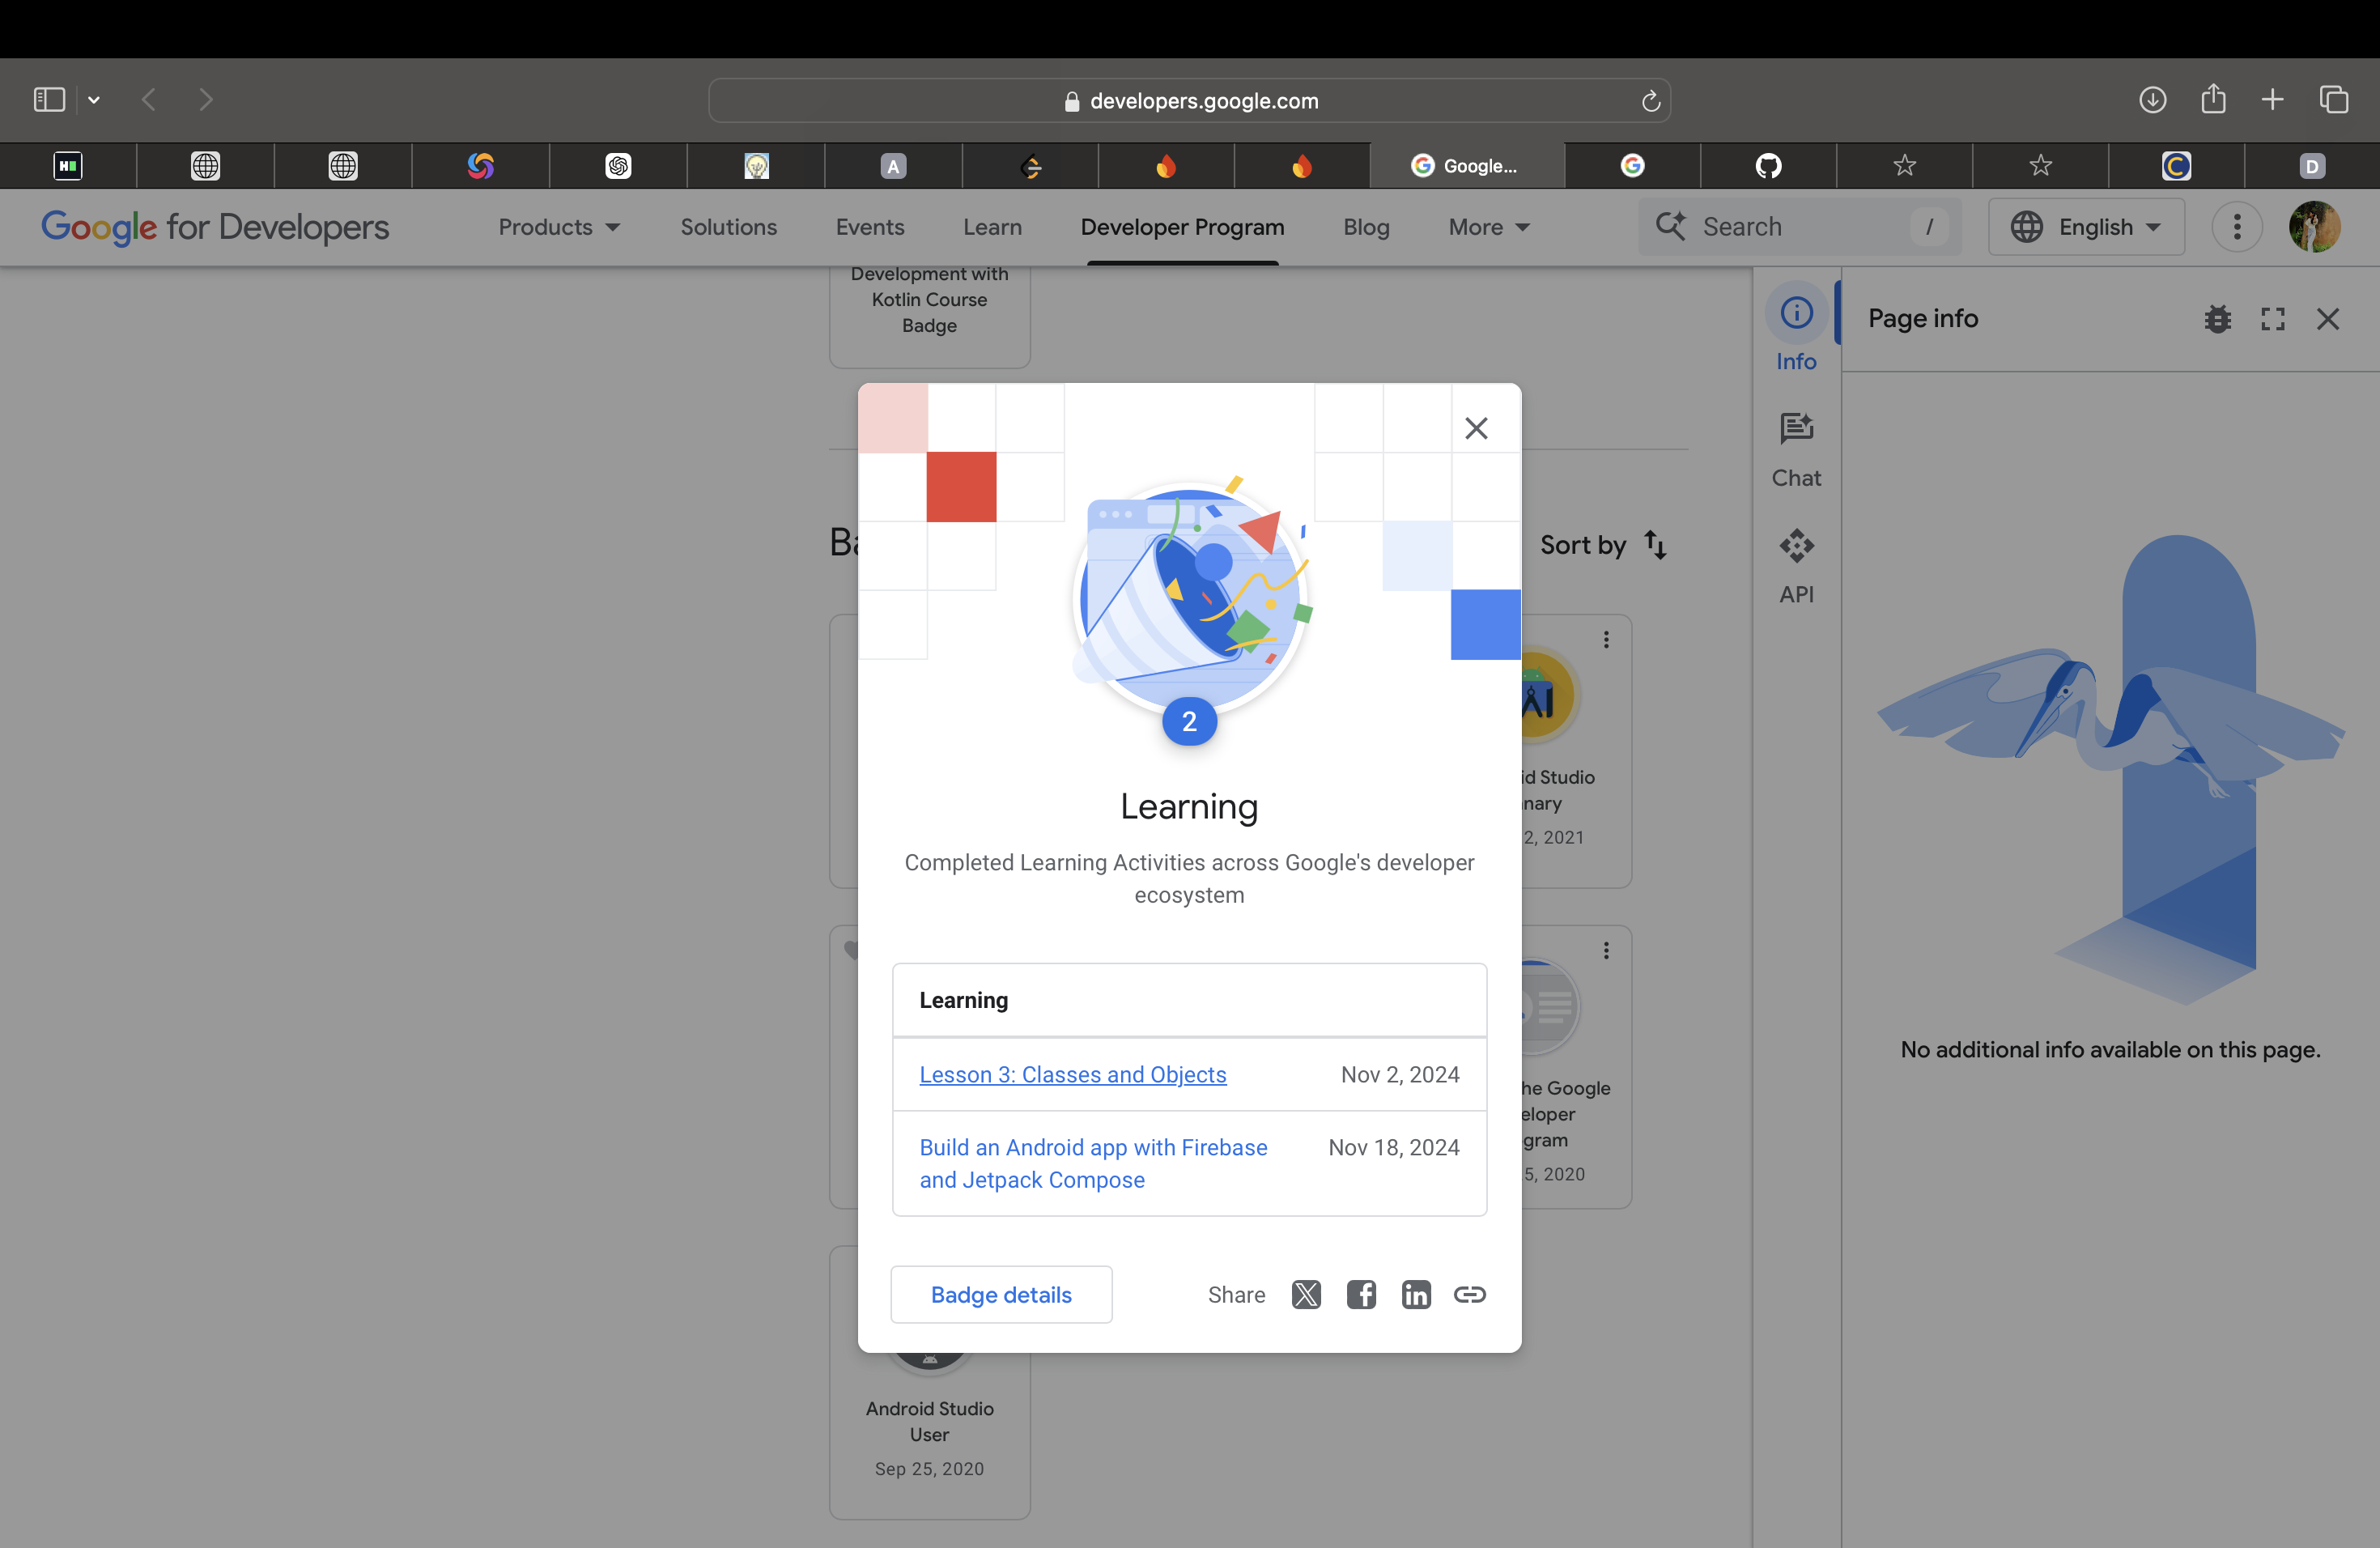 developers.google.com
H
A
Google...
C
D
Google for Developers
Products
Solutions
Events
Learn
Developer Program
Blog
More
Search
/
English
Development with
Kotlin Course
Badge
Info
Chat
API
Page info
No additional info available on this page.
Ba
Sort by
id Studio
nary
2, 2021
he Google
eloper
gram
5, 2020
2
Learning
Completed Learning Activities across Google's developer
ecosystem
Learning
Lesson 3: Classes and Objects
Nov 2, 2024
Build an Android app with Firebase
and Jetpack Compose
Nov 18, 2024
Badge details
Share
Android Studio
User
Sep 25, 2020